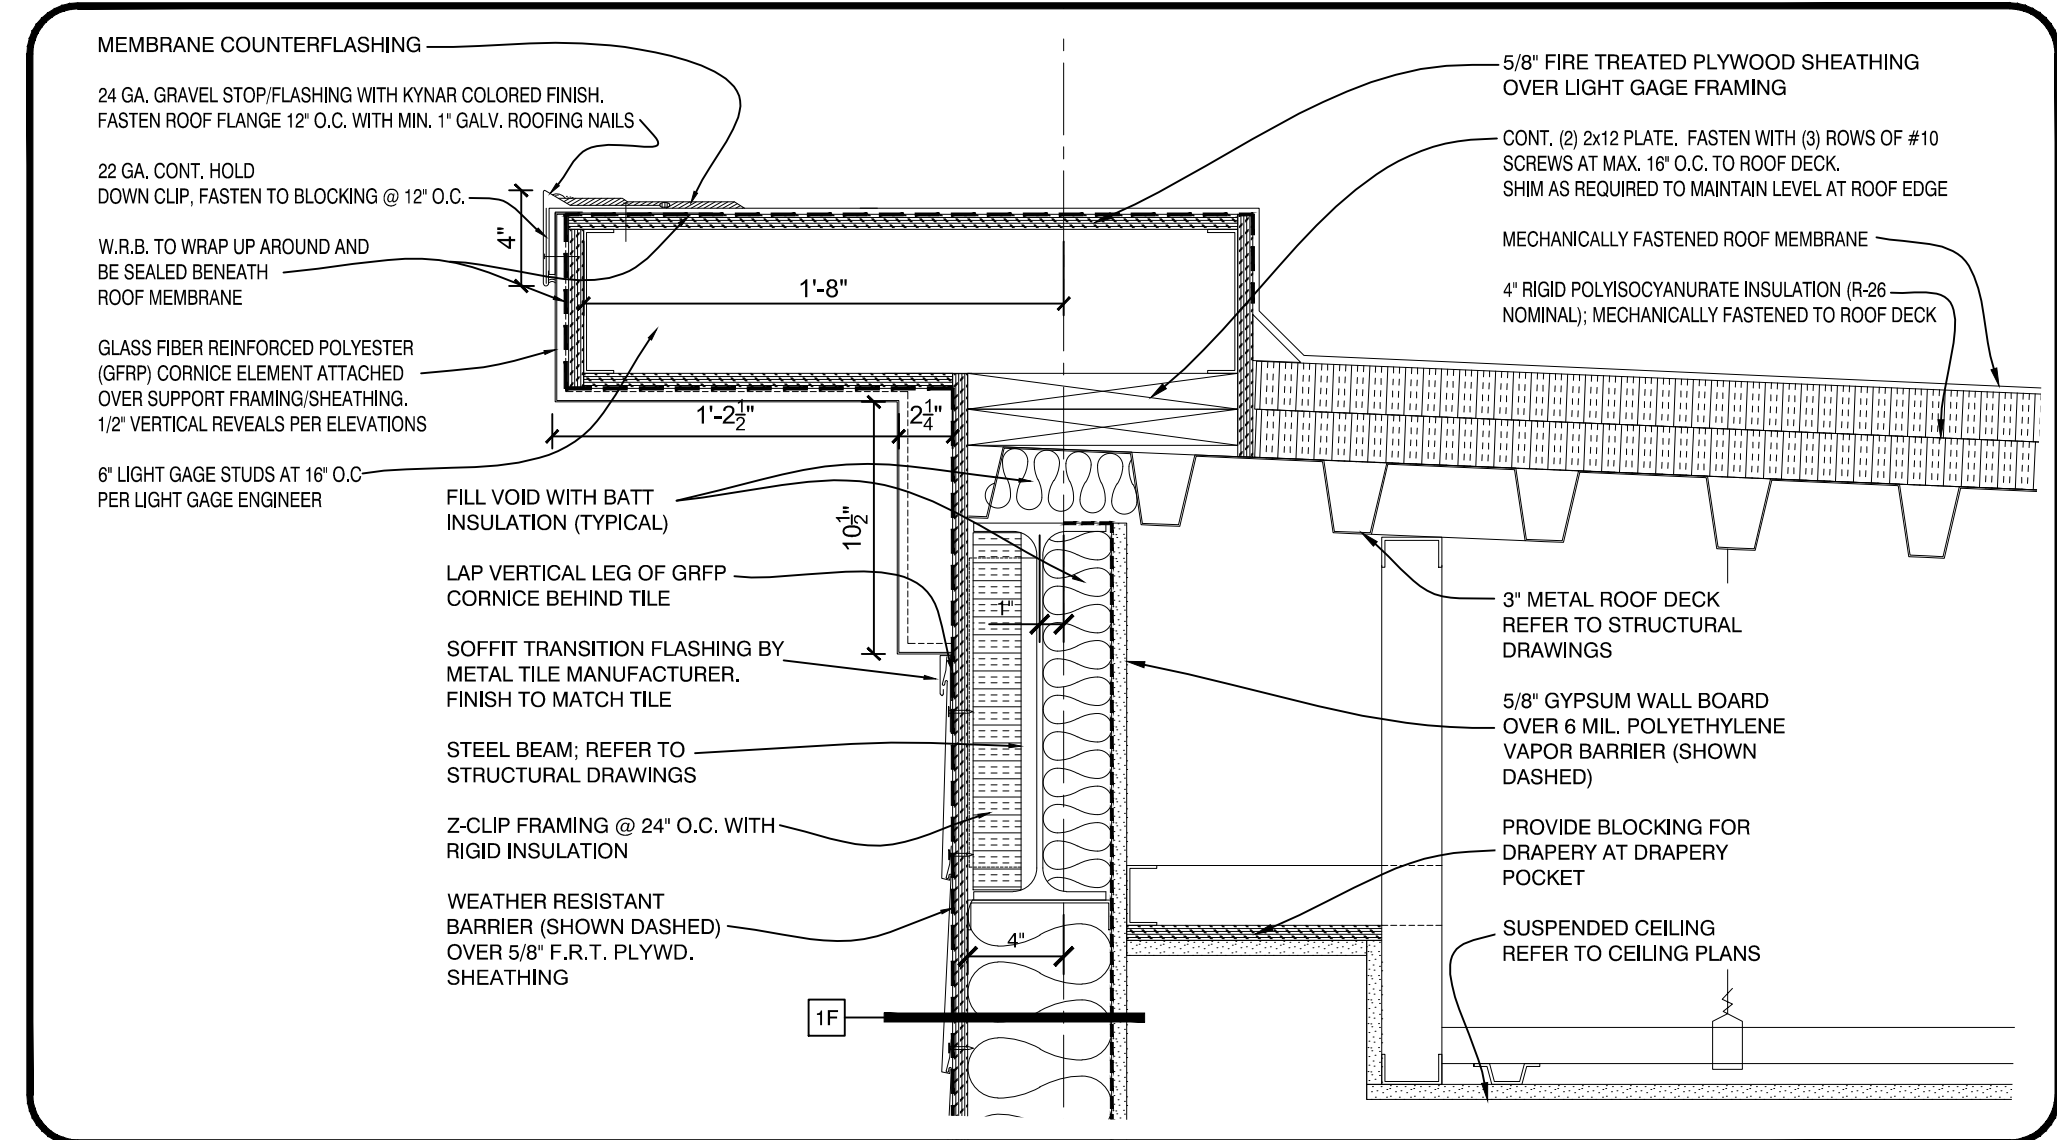 MEMBRANE COUNTERFLASHING
24 GA. GRAVEL STOP/FLASHING WITH KYNAR COLORED FINISH.
FASTEN ROOF FLANGE 12" O.C. WITH MIN. 1" GALV. ROOFING NAILS
22 GA. CONT. HOLD
DOWN CLIP, FASTEN TO BLOCKING @ 12" O.C.
W.R.B. TO WRAP UP AROUND AND
BE SEALED BENEATH
ROOF MEMBRANE
GLASS FIBER REINFORCED POLYESTER
(GFRP) CORNICE ELEMENT ATTACHED
OVER SUPPORT FRAMING/SHEATHING.
1/2" VERTICAL REVEALS PER ELEVATIONS
6" LIGHT GAGE STUDS AT 16" O.C
PER LIGHT GAGE ENGINEER
FILL VOID WITH BATT
INSULATION (TYPICAL)
LAP VERTICAL LEG OF GRFP
CORNICE BEHIND TILE
SOFFIT TRANSITION FLASHING BY
METAL TILE MANUFACTURER.
FINISH TO MATCH TILE
STEEL BEAM; REFER TO
STRUCTURAL DRAWINGS
Z-CLIP FRAMING @ 24" O.C. WITH
RIGID INSULATION
WEATHER RESISTANT
BARRIER (SHOWN DASHED)
OVER 5/8" F.R.T. PLYWD.
SHEATHING
4"
1'-8"
1'-2 1/2"
2 1/4"
10 1/2"
1"
4"
1F
5/8" FIRE TREATED PLYWOOD SHEATHING
OVER LIGHT GAGE FRAMING
CONT. (2) 2x12 PLATE. FASTEN WITH (3) ROWS OF #10
SCREWS AT MAX. 16" O.C. TO ROOF DECK.
SHIM AS REQUIRED TO MAINTAIN LEVEL AT ROOF EDGE
MECHANICALLY FASTENED ROOF MEMBRANE
4" RIGID POLYISOCYANURATE INSULATION (R-26
NOMINAL); MECHANICALLY FASTENED TO ROOF DECK
3" METAL ROOF DECK
REFER TO STRUCTURAL
DRAWINGS
5/8" GYPSUM WALL BOARD
OVER 6 MIL. POLYETHYLENE
VAPOR BARRIER (SHOWN
DASHED)
PROVIDE BLOCKING FOR
DRAPERY AT DRAPERY
POCKET
SUSPENDED CEILING
REFER TO CEILING PLANS